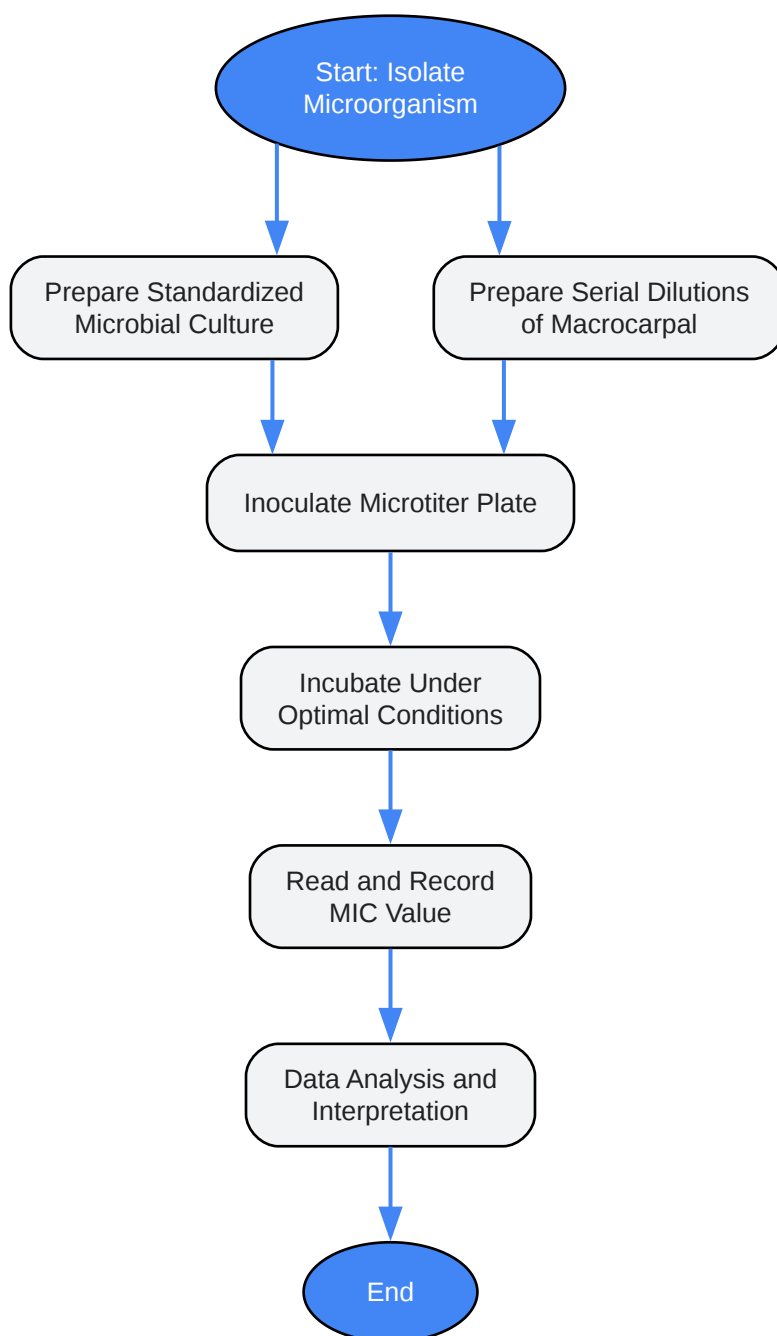 Start: Isolate
Microorganism
Prepare Standardized
Microbial Culture
Prepare Serial Dilutions
of Macrocarpal
Inoculate Microtiter Plate
Incubate Under
Optimal Conditions
Read and Record
MIC Value
Data Analysis and
Interpretation
End